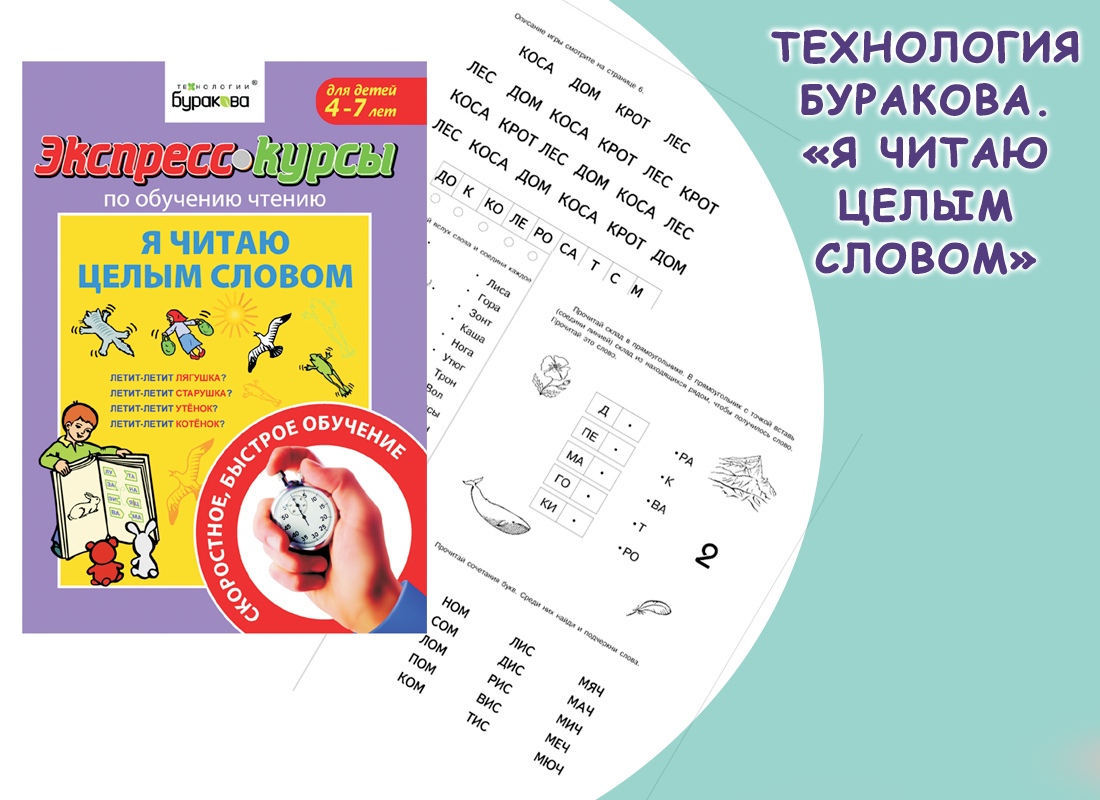 ТЕХНОЛОГИЯ
БУРАКОВА.
«Я ЧИТАЮ
ЦЕЛЫМ
СЛОВОМ»
ТЕХНОЛОГИИ
буракова®
для детей
4-7 лет
Экспресс-курсы
по обучению чтению
Я ЧИТАЮ
ЦЕЛЫМ СЛОВОМ
ЛЕТИТ-ЛЕТИТ ЛЯГУШКА?
ЛЕТИТ-ЛЕТИТ СТАРУШКА?
ЛЕТИТ-ЛЕТИТ УТЁНОК?
ЛЕТИТ-ЛЕТИТ КОТЁНОК?
СКОРОСТНОЕ, БЫСТРОЕ ОБУЧЕНИЕ
Описание игры смотрите на странице 6.
КОСА ДОМ КРОТ ЛЕС
ЛЕС ДОМ КОСА КРОТ ЛЕС КРОТ
КОСА КРОТ ЛЕС ДОМ КОСА ЛЕС
ЛЕС КОСА ДОМ КОСА КРОТ ДОМ
ДО К КО ЛЕ РО СА Т С М
вслух слова и соедини каждое
Лиса
Гора
Зонт
Каша
Нога
Утюг
Трон
Вол
Прочитай склад в прямоугольнике. В прямоугольник с точкой вставь
(соедини линией) склад из находящихся рядом, чтобы получилось слово.
Прочитай это слово.
Д
ПЕ
МА
ГО
КИ
РА
К
ВА
Т
РО
2
Прочитай сочетания букв. Среди них найди и подчеркни слова.
НОМ
СОМ
ЛОМ
ПОМ
КОМ
ЛИС
ДИС
РИС
ВИС
ТИС
МЯЧ
МАЧ
МИЧ
МЕЧ
МЮЧ